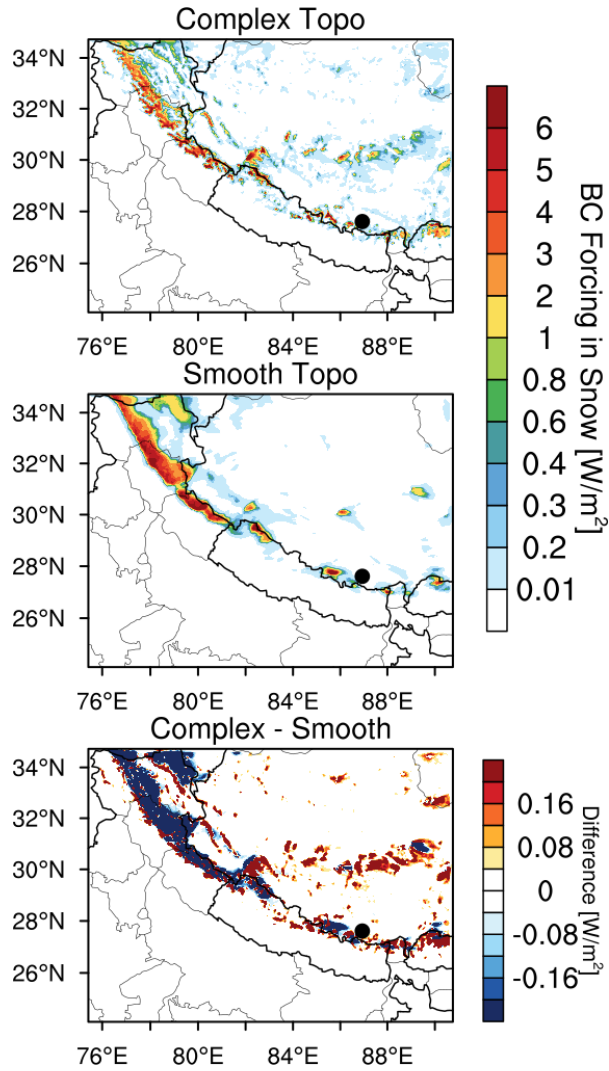 Complex Topo
34°N
32°N
30°N
28°N
26°N
76°E 80°E 84°E 88°E
Smooth Topo
34°N
32°N
30°N
28°N
26°N
76°E 80°E 84°E 88°E
Complex - Smooth
34°N
32°N
30°N
28°N
26°N
76°E 80°E 84°E 88°E
6
5
4
3
2
1
0.8
0.6
0.4
0.3
0.2
0.01
BC Forcing in Snow [W/m²]
0.16
0.08
0
-0.08
-0.16
Difference [W/m²]